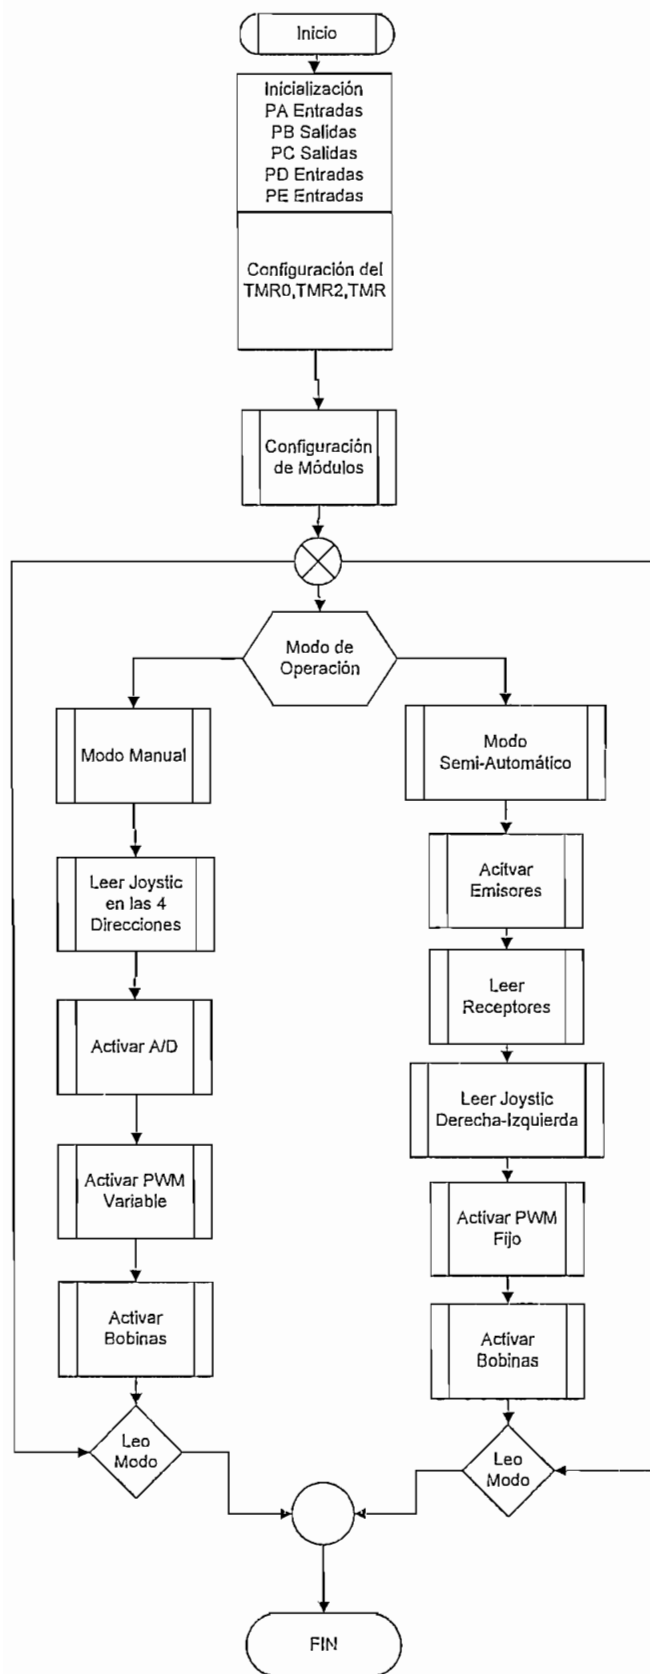 Inicio
Inicialización
PA Entradas
PB Salidas
PC Salidas
PD Entradas
PE Entradas
Configuración del
TMR0,TMR2,TMR
Configuración
de Módulos
Modo de
Operación
Modo Manual
Leer Joystic
en las 4
Direcciones
Activar A/D
Activar PWM
Variable
Activar
Bobinas
Leo
Modo
Modo
Semi-Automático
Acitvar
Emisores
Leer
Receptores
Leer Joystic
Derecha-Izquierda
Activar PWM
Fijo
Activar
Bobinas
Leo
Modo
FIN